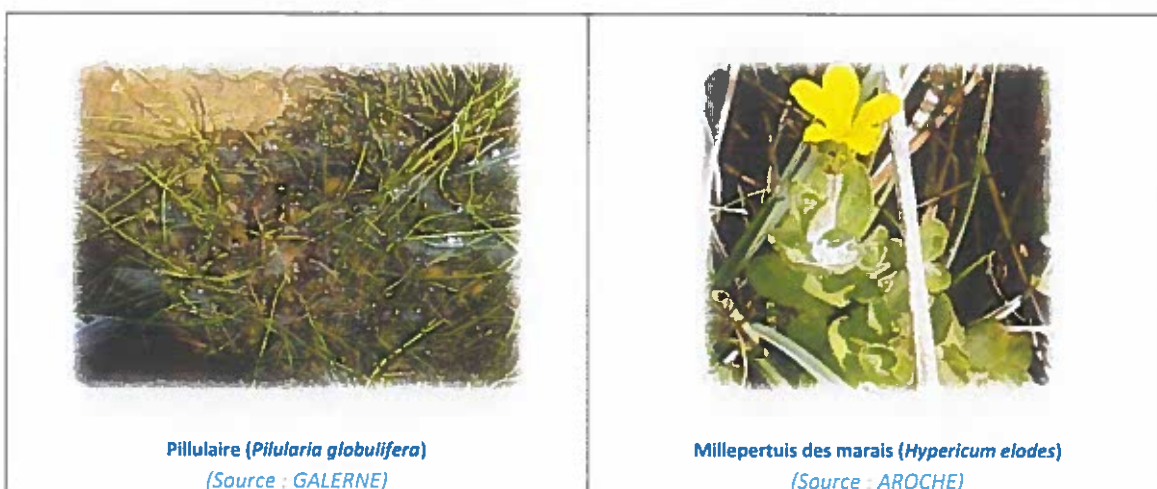 Pillulaire (Pilularia globulifera)
(Source : GALERNE)
Millepertuis des marais (Hypericum elodes)
(Source : AROCHE)